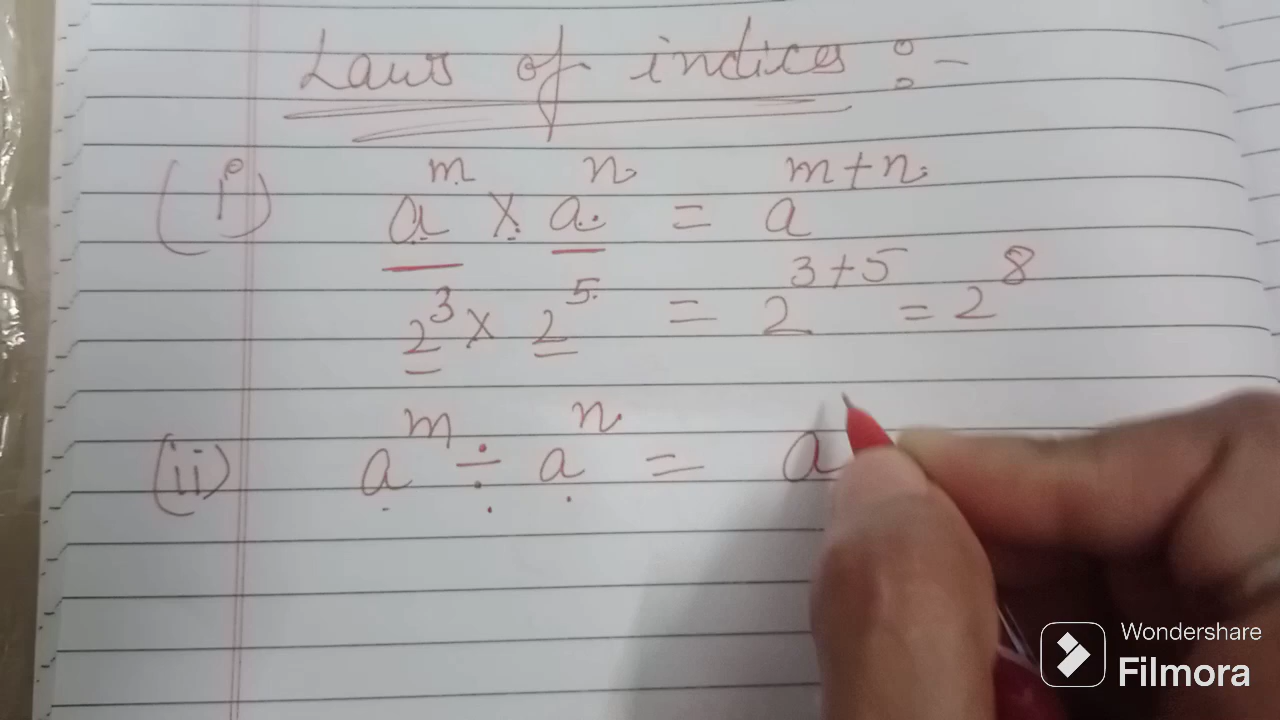 Laws of indices :-
(i) a^m × a^n = a^m+n
2^3 × 2^5 = 2^3+5 = 2^8
(ii) a^m ÷ a^n = a
Wondershare
Filmora